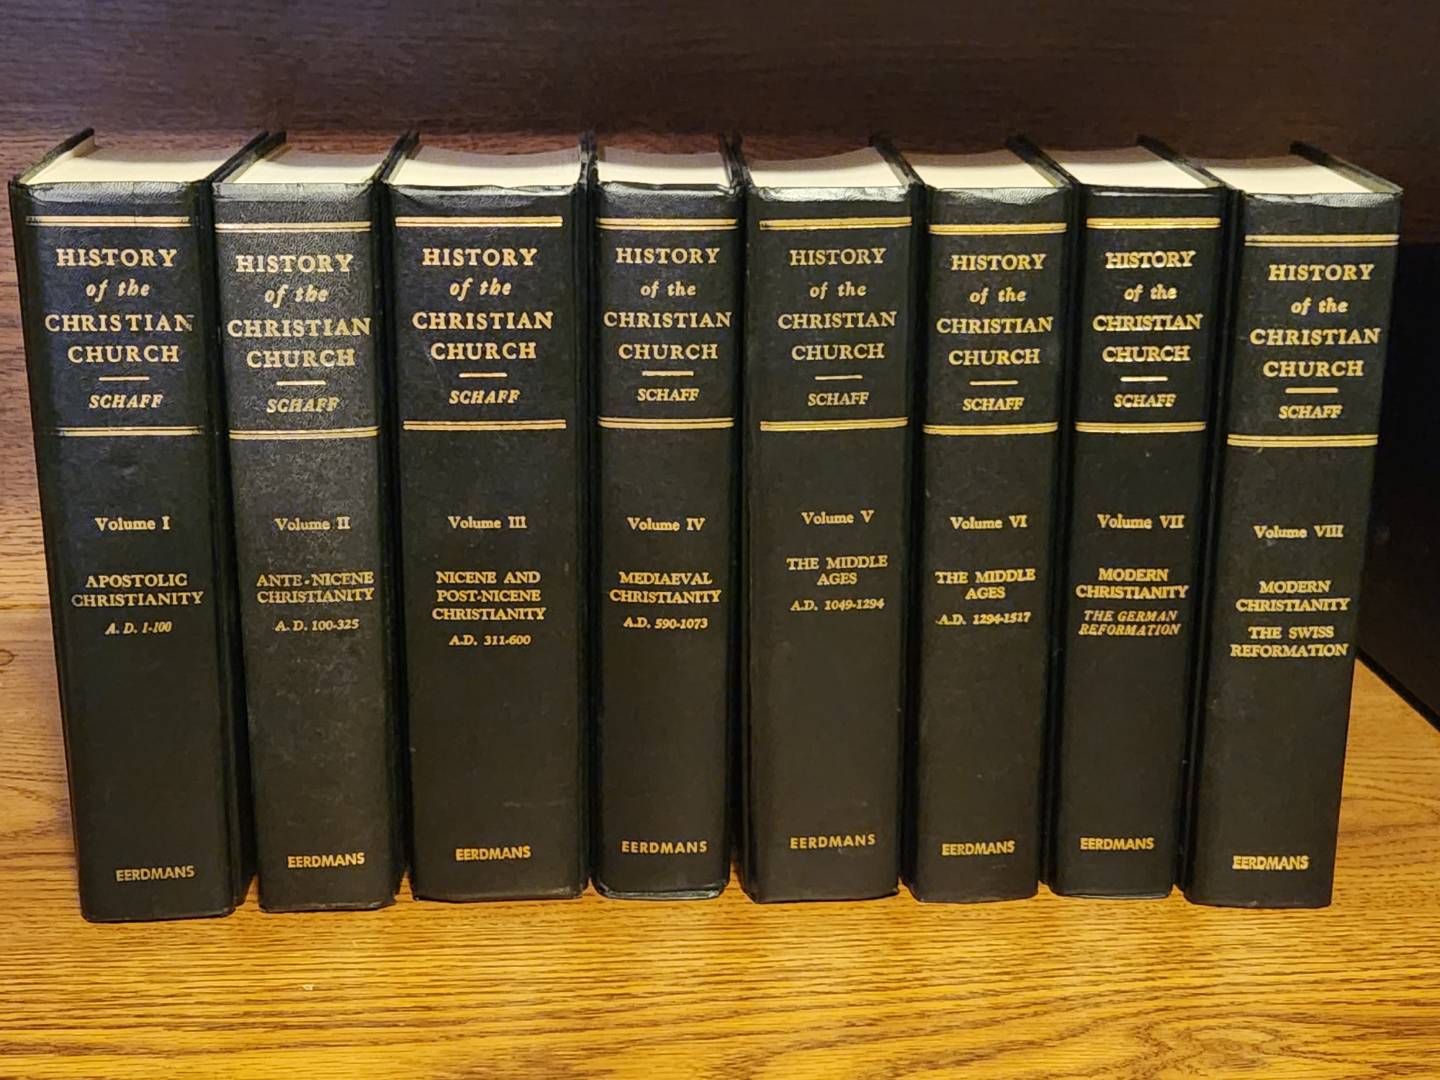 HISTORY
of the
CHRISTIAN
CHURCH
SCHAFF
Volume I
APOSTOLIC
CHRISTIANITY
A. D. 1-100
EERDMANS
HISTORY
of the
CHRISTIAN
CHURCH
SCHAFF
Volume II
ANTE-NICENE
CHRISTIANITY
A. D. 100-325
EERDMANS
HISTORY
of the
CHRISTIAN
CHURCH
SCHAFF
Volume III
NICENE AND
POST-NICENE
CHRISTIANITY
A.D. 311-600
EERDMANS
HISTORY
of the
CHRISTIAN
CHURCH
SCHAFF
Volume IV
MEDIAEVAL
CHRISTIANITY
A.D. 590-1073
EERDMANS
HISTORY
of the
CHRISTIAN
CHURCH
SCHAFF
Volume V
THE MIDDLE
AGES
A.D. 1049-1294
EERDMANS
HISTORY
of the
CHRISTIAN
CHURCH
SCHAFF
Volume VI
THE MIDDLE
AGES
A.D. 1294-1517
EERDMANS
HISTORY
of the
CHRISTIAN
CHURCH
SCHAFF
Volume VII
MODERN
CHRISTIANITY
THE GERMAN
REFORMATION
EERDMANS
HISTORY
of the
CHRISTIAN
CHURCH
SCHAFF
Volume VIII
MODERN
CHRISTIANITY
THE SWISS
REFORMATION
EERDMANS